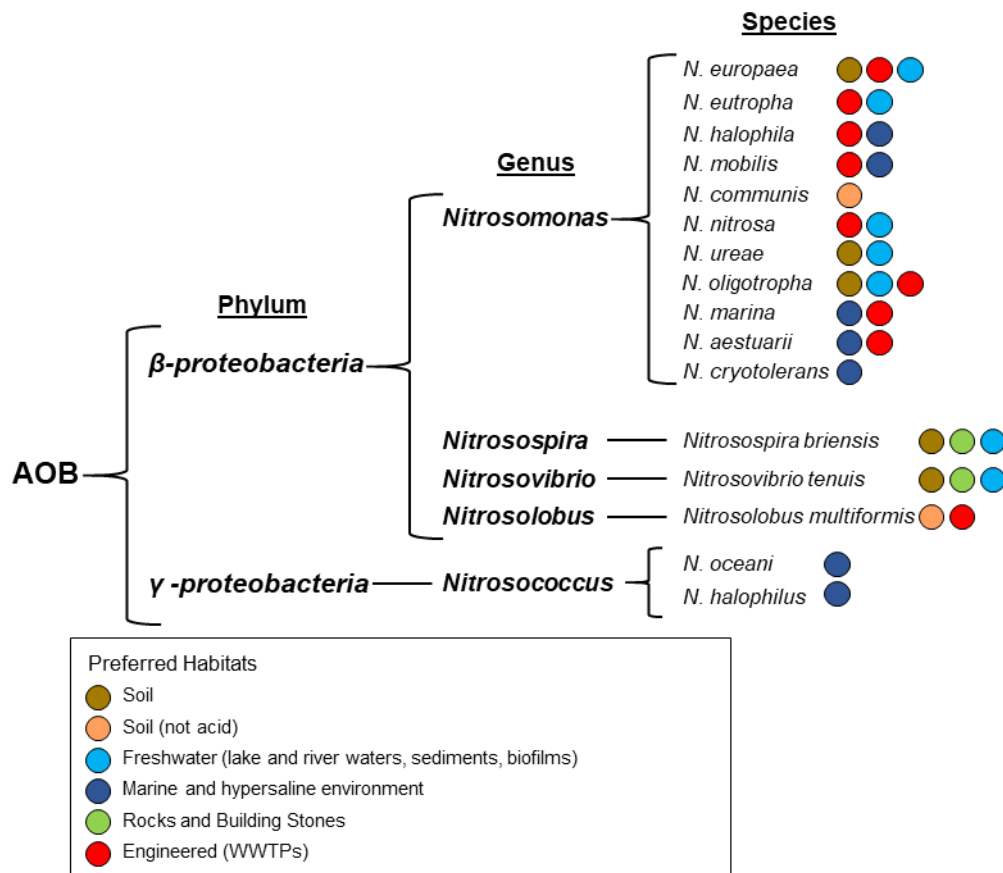 Species
N. europaea
N. eutropha
N. halophila
N. mobilis
Genus
N. communis
Nitrosomonas
N. nitrosa
N. ureae
N. oligotropha
Phylum
N. marina
N. aestuarii
β-proteobacteria
N. cryotolerans
Nitrosospira
Nitrosospira briensis
AOB
Nitrosovibrio
Nitrosovibrio tenuis
Nitrosolobus
Nitrosolobus multiformis
N. oceani
γ -proteobacteria
Nitrosococcus
N. halophilus
Preferred Habitats
Soil
Soil (not acid)
Freshwater (lake and river waters, sediments, biofilms)
Marine and hypersaline environment
Rocks and Building Stones
Engineered (WWTPs)